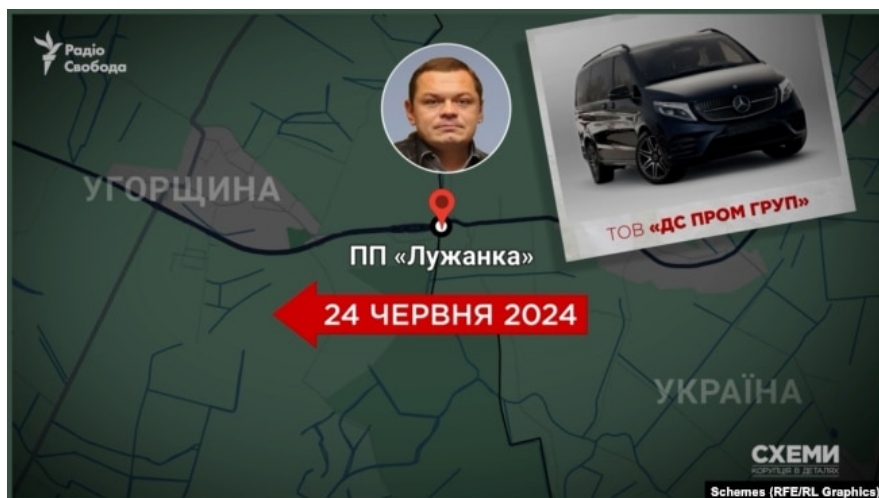 Радіо
Свобода
УГОРЩИНА
ТОВ «ДС ПРОМ ГРУП»
ПП «Лужанка»
24 ЧЕРВНЯ 2024
УКРАЇНА
СХЕМИ
КОРУПЦІЯ В ДЕТАЛЯХ
Schemes (RFE/RL Graphics)